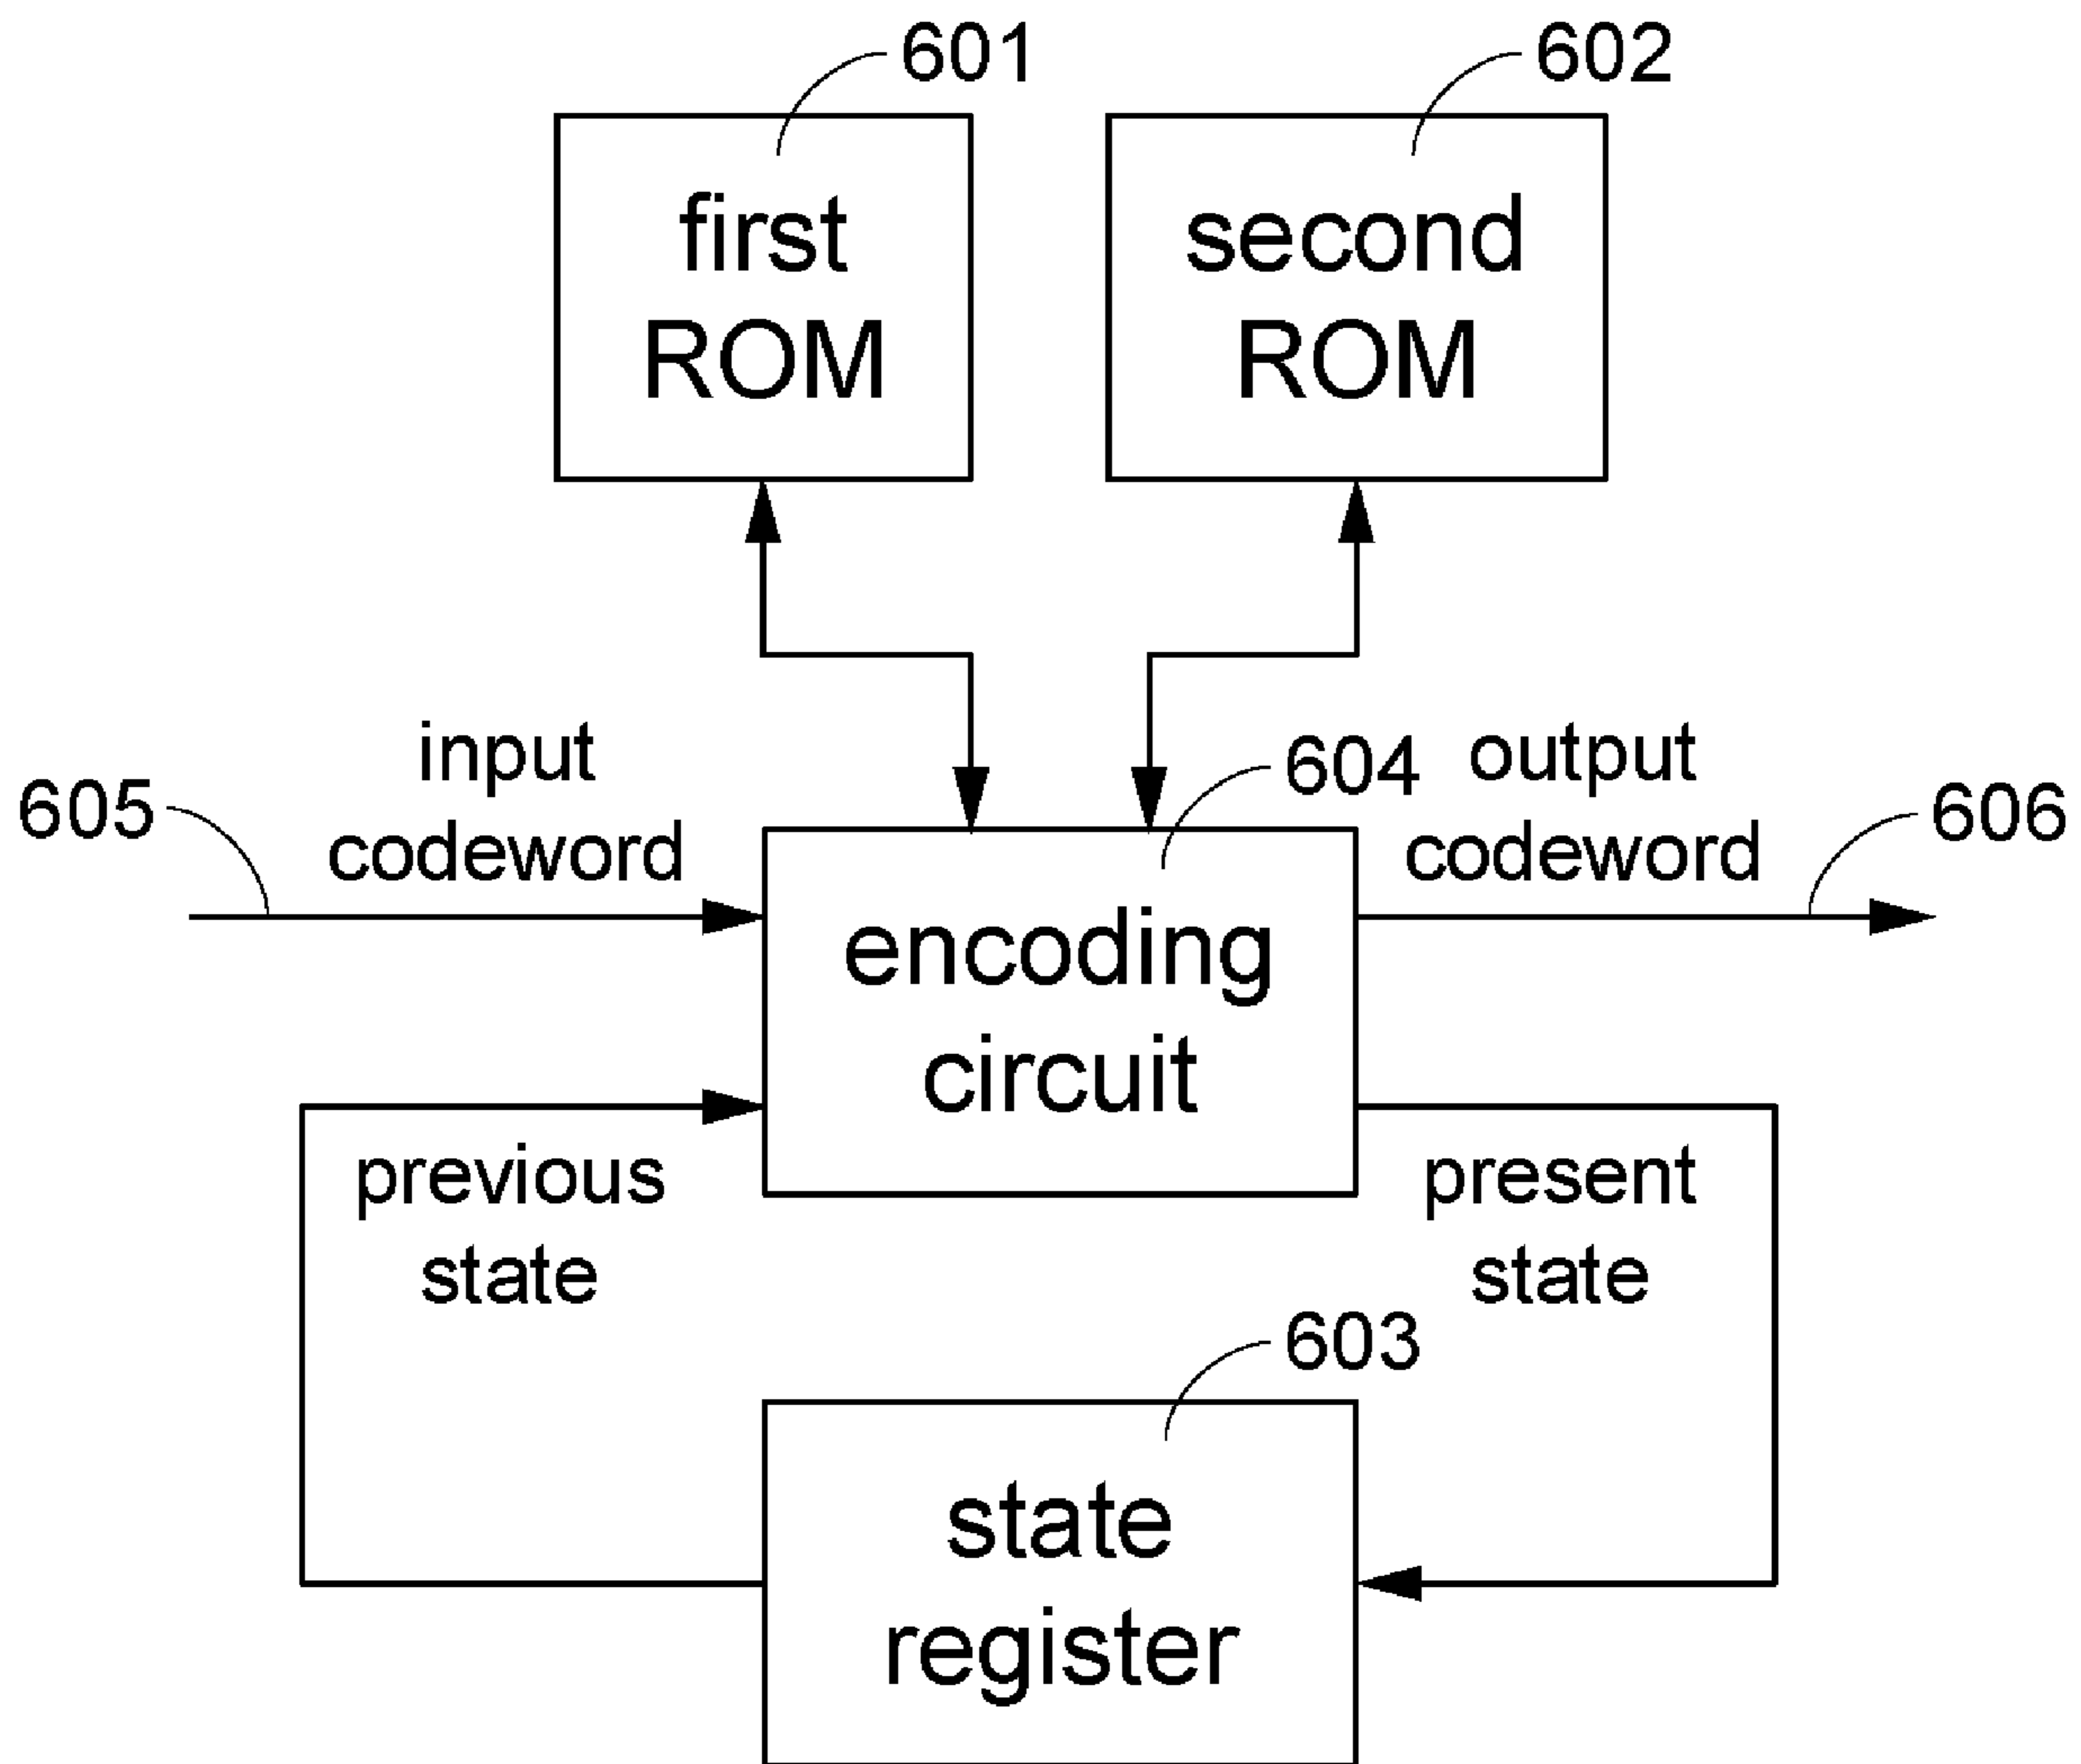 601
602
first
ROM
second
ROM
input
codeword
605
604
output
codeword
606
encoding
circuit
previous
state
present
state
603
state
register